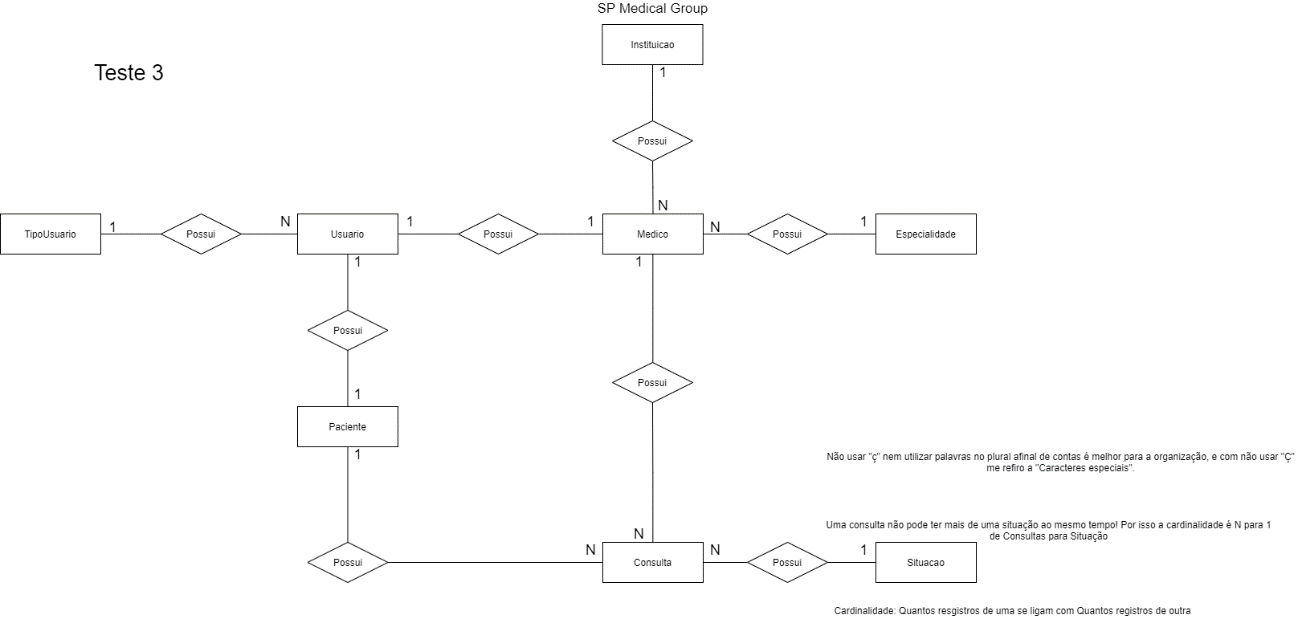 SP Medical Group
Instituicao
Teste 3
1
Possui
N
TipoUsuario
1
Possui
N
Usuario
1
Possui
1
Medico
N
Possui
1
Especialidade
1
1
Possui
Possui
1
Paciente
1
Não usar "ç" nem utilizar palavras no plural afinal de contas é melhor para a organização, e com não usar "Ç"
me refiro a "Caracteres especiais".
Uma consulta não pode ter mais de uma situação ao mesmo tempo! Por isso a cardinalidade é N para 1
de Consultas para Situação
N
Possui
N
Consulta
N
Possui
1
Situacao
Cardinalidade: Quantos resgistros de uma se ligam com Quantos registros de outra